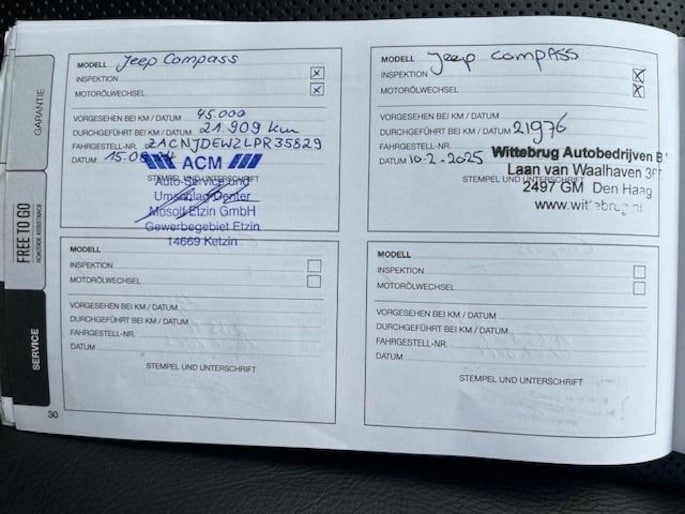 GARANTIE
FREE TO GO
ROADSIDE ASSISTANCE
SERVICE
MODELL Jeep Compass
INSPEKTION x
MOTORÖLWECHSEL x
VORGESEHEN BEI KM / DATUM 45.000
DURCHGEFÜHRT BEI KM / DATUM 21.909 km
FAHRGESTELL-NR. ZACNJDEW2LPR35829
DATUM 15.08
ACM
STEMPEL UND UNTERSCHRIFT
Auto-Service und
Umschlag Center
Mosolf Etzin GmbH
Gewerbegebiet Etzin
14669 Ketzin
MODELL Jeep COMPASS
INSPEKTION x
MOTORÖLWECHSEL x
VORGESEHEN BEI KM / DATUM
DURCHGEFÜHRT BEI KM / DATUM 21976
FAHRGESTELL-NR.
Wittebrug Autobedrijven B
DATUM 10-2-2025
Laan van Waalhaven
STEMPEL UND UNTERSCHRIFT
2497 GM Den Haag
MODELL
INSPEKTION
MOTORÖLWECHSEL
VORGESEHEN BEI KM / DATUM
DURCHGEFÜHRT BEI KM / DATUM
FAHRGESTELL-NR.
DATUM
STEMPEL UND UNTERSCHRIFT
MODELL
INSPEKTION
MOTORÖLWECHSEL
VORGESEHEN BEI KM / DATUM
DURCHGEFÜHRT BEI KM / DATUM
FAHRGESTELL-NR.
DATUM
STEMPEL UND UNTERSCHRIFT
30